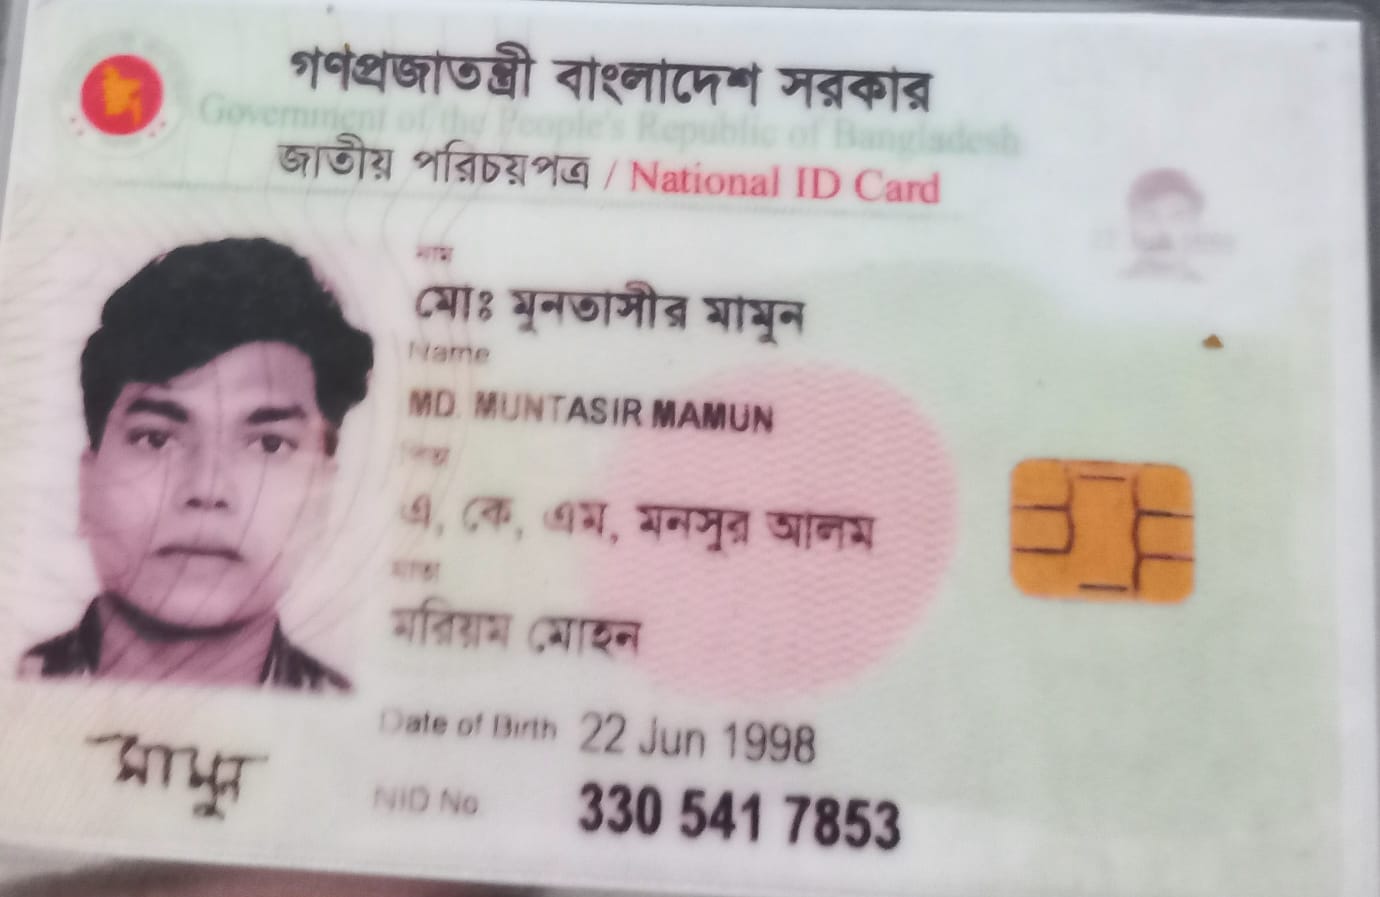 গণপ্রজাতন্ত্রী বাংলাদেশ সরকার
Government of the People's Republic of Bangladesh
জাতীয় পরিচয়পত্র / National ID Card
নাম
মোঃ মুনতাসীর মামুন
Name
MD. MUNTASIR MAMUN
পিতা
এ, কে, এম, মনসুর আলম
মাতা
মরিয়ম মোহন
Date of Birth 22 Jun 1998
NID No 330 541 7853
মামুন